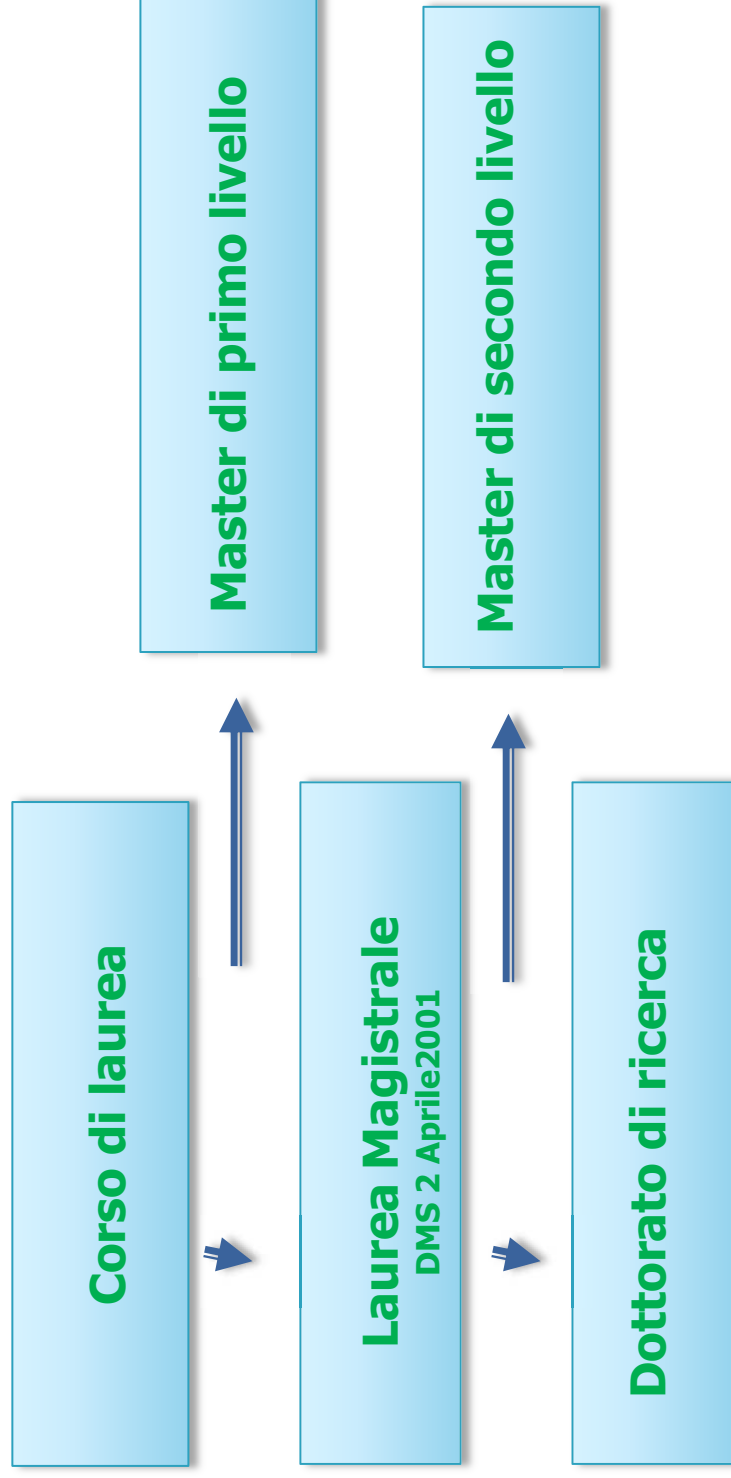 Corso di laurea
Master di primo livello
Laurea Magistrale
DMS 2 Aprile2001
Master di secondo livello
Dottorato di ricerca